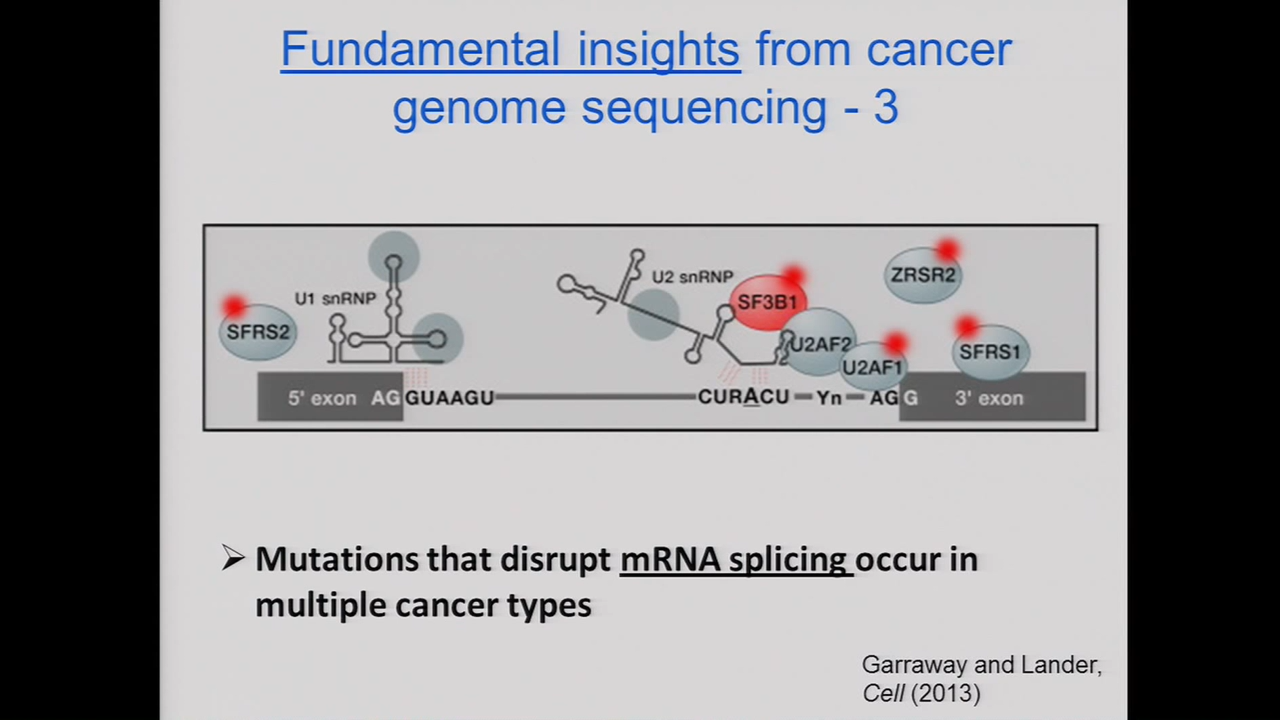 Fundamental insights from cancer
genome sequencing - 3
ZRSR2
U2 snRNP
U1 snRNP
SF3B1
SFRS2
U2AF2
SFRS1
U2AF1
5' exon AG GUAAGU CURACU Yn AG G 3' exon
➢ Mutations that disrupt mRNA splicing occur in
multiple cancer types
Garraway and Lander,
Cell (2013)